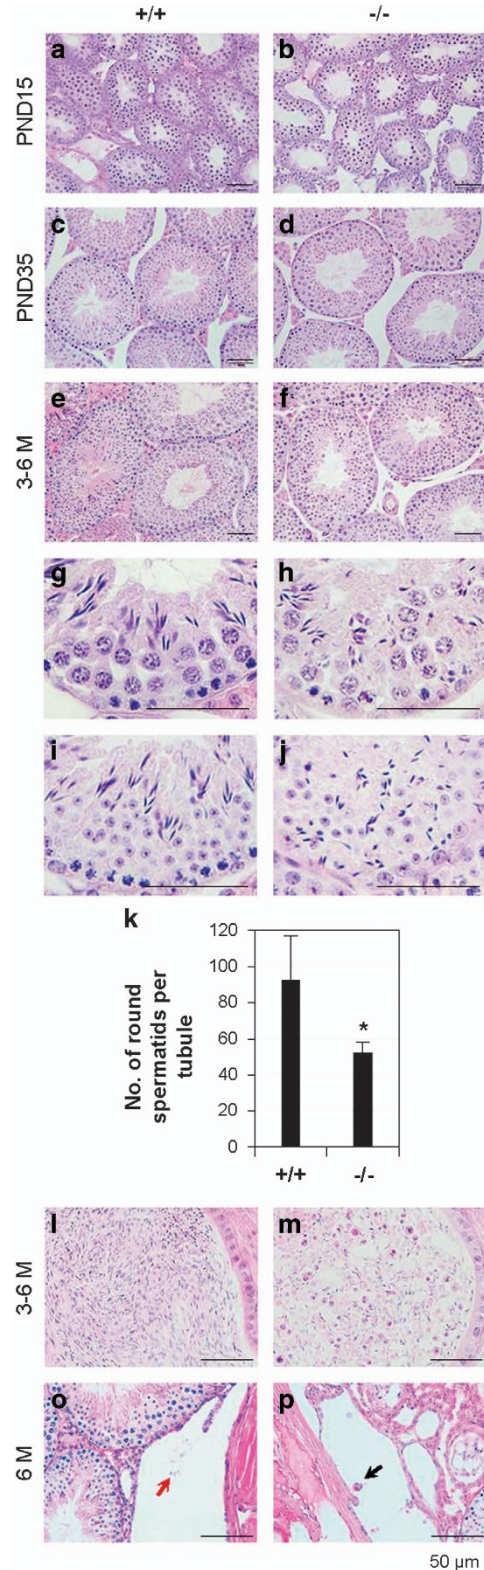 +/+ -/-
PND15 a b
PND35 c d
3-6 M e f
g h
i j
k
No. of round
spermatids per
tubule
120
100
80
60
40
20
0
*
+/+ -/-
3-6 M l m
6 M o p
50 µm